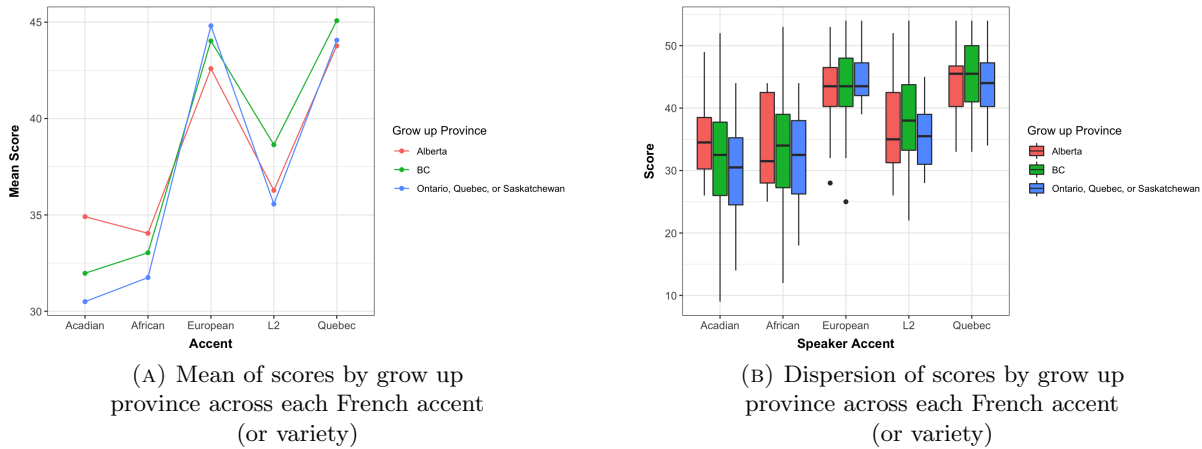 45
40
35
30
Mean Score
Acadian African European L2 Quebec
Accent
Grow up Province
Alberta
BC
Ontario, Quebec, or Saskatchewan
(A) Mean of scores by grow up
province across each French accent
(or variety)
50
40
30
20
10
Score
Acadian African European L2 Quebec
Speaker Accent
Grow up Province
Alberta
BC
Ontario, Quebec, or Saskatchewan
(B) Dispersion of scores by grow up
province across each French accent
(or variety)